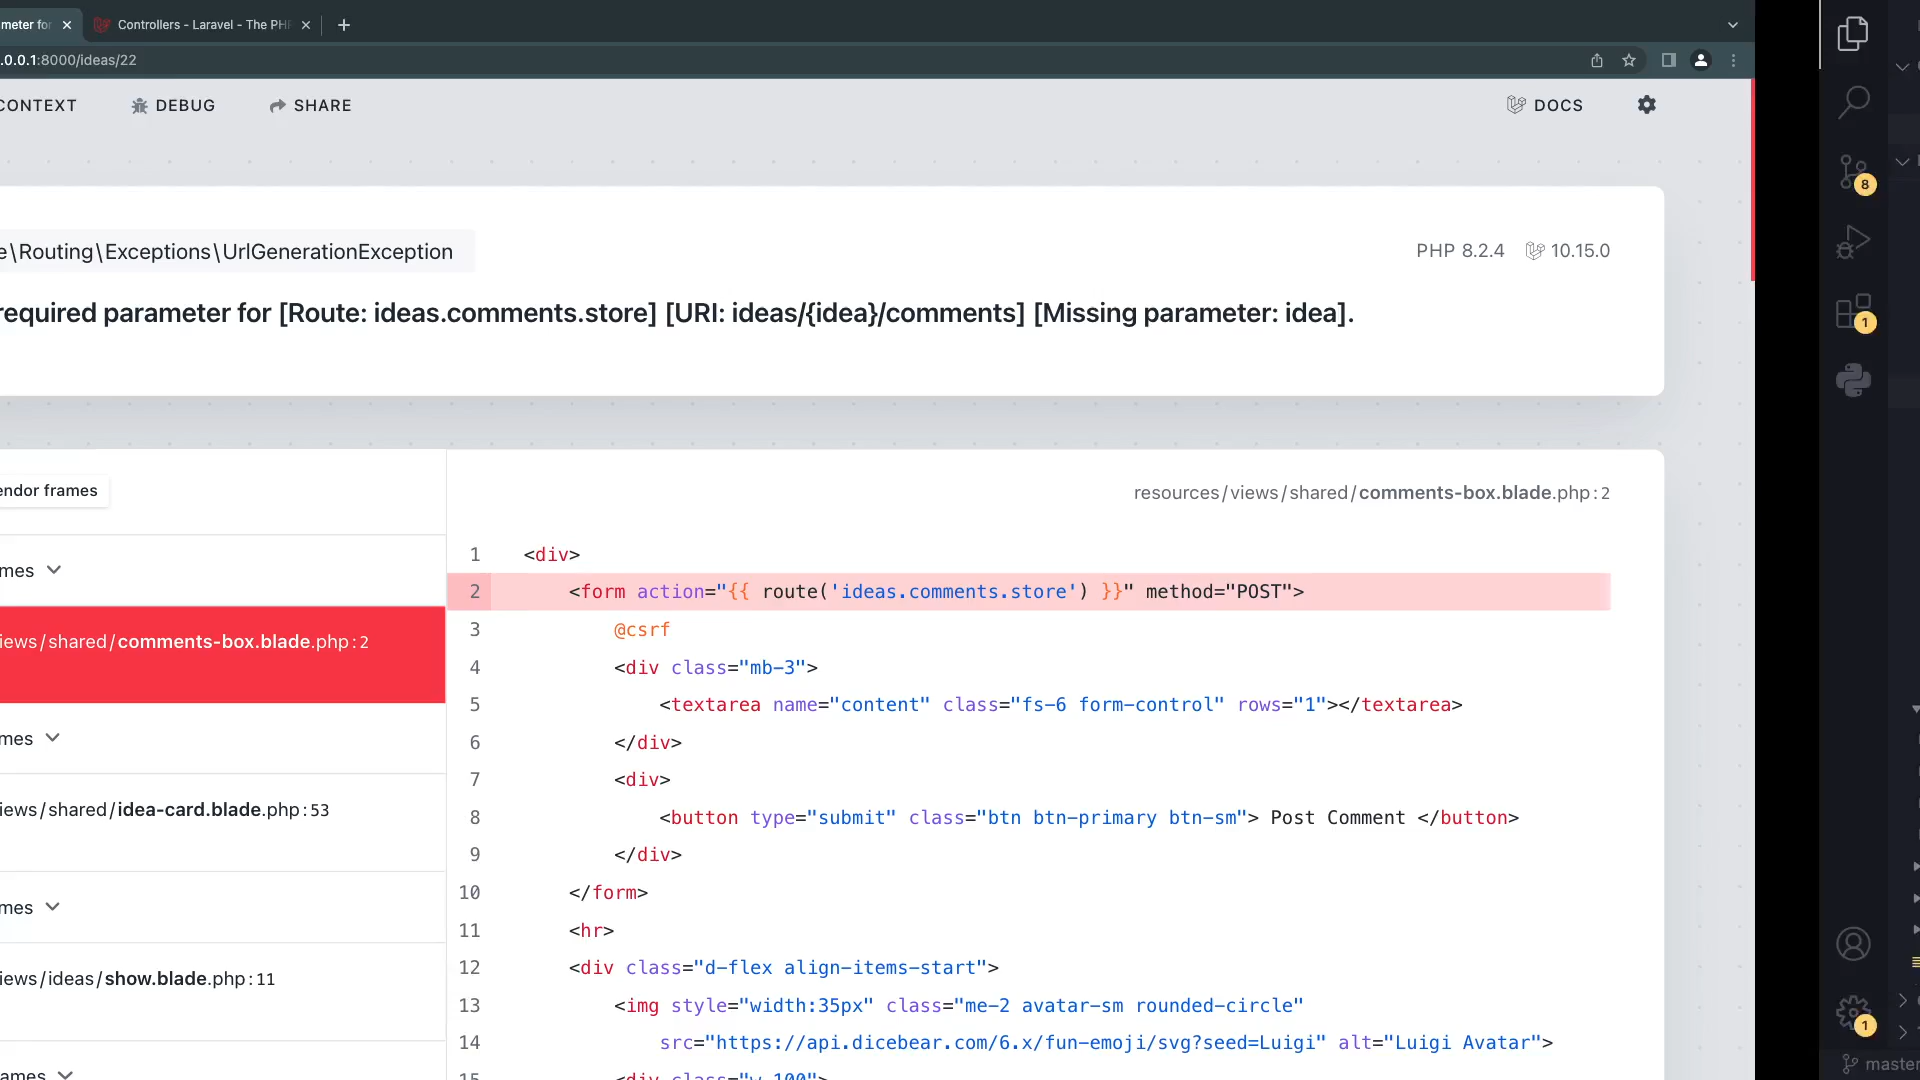 meter for
Controllers - Laravel - The PH
.0.0.1:8000/ideas/22
CONTEXT
DEBUG
SHARE
DOCS
e\Routing\Exceptions\UrlGenerationException
PHP 8.2.4
10.15.0
required parameter for [Route: ideas.comments.store] [URI: ideas/{idea}/comments] [Missing parameter: idea].
endor frames
resources/views/shared/comments-box.blade.php:2
mes
iews/shared/comments-box.blade.php:2
mes
iews/shared/idea-card.blade.php:53
mes
iews/ideas/show.blade.php:11
ames
1 <div>
2 <form action="{{ route('ideas.comments.store') }}" method="POST">
3 @csrf
4 <div class="mb-3">
5 <textarea name="content" class="fs-6 form-control" rows="1"></textarea>
6 </div>
7 <div>
8 <button type="submit" class="btn btn-primary btn-sm"> Post Comment </button>
9 </div>
10 </form>
11 <hr>
12 <div class="d-flex align-items-start">
13 <img style="width:35px" class="me-2 avatar-sm rounded-circle"
14 src="https://api.dicebear.com/6.x/fun-emoji/svg?seed=Luigi" alt="Luigi Avatar">
15 <div class="w-100">
8
1
1
master